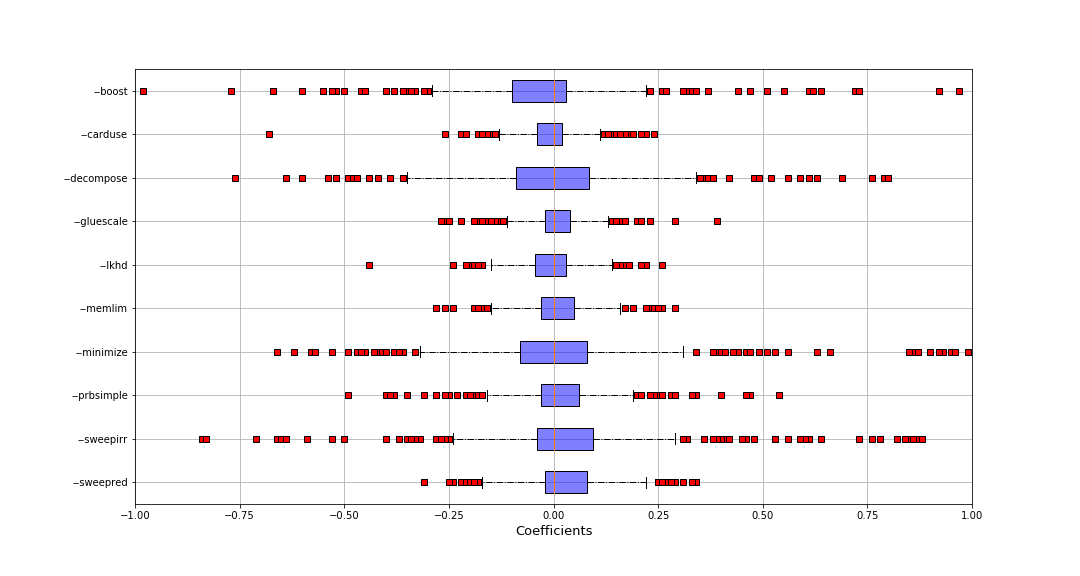 −boost
−carduse
−decompose
−gluescale
−lkhd
−memlim
−minimize
−prbsimple
−sweepirr
−sweepred
−1.00 −0.75 −0.50 −0.25 0.00 0.25 0.50 0.75 1.00
Coefficients